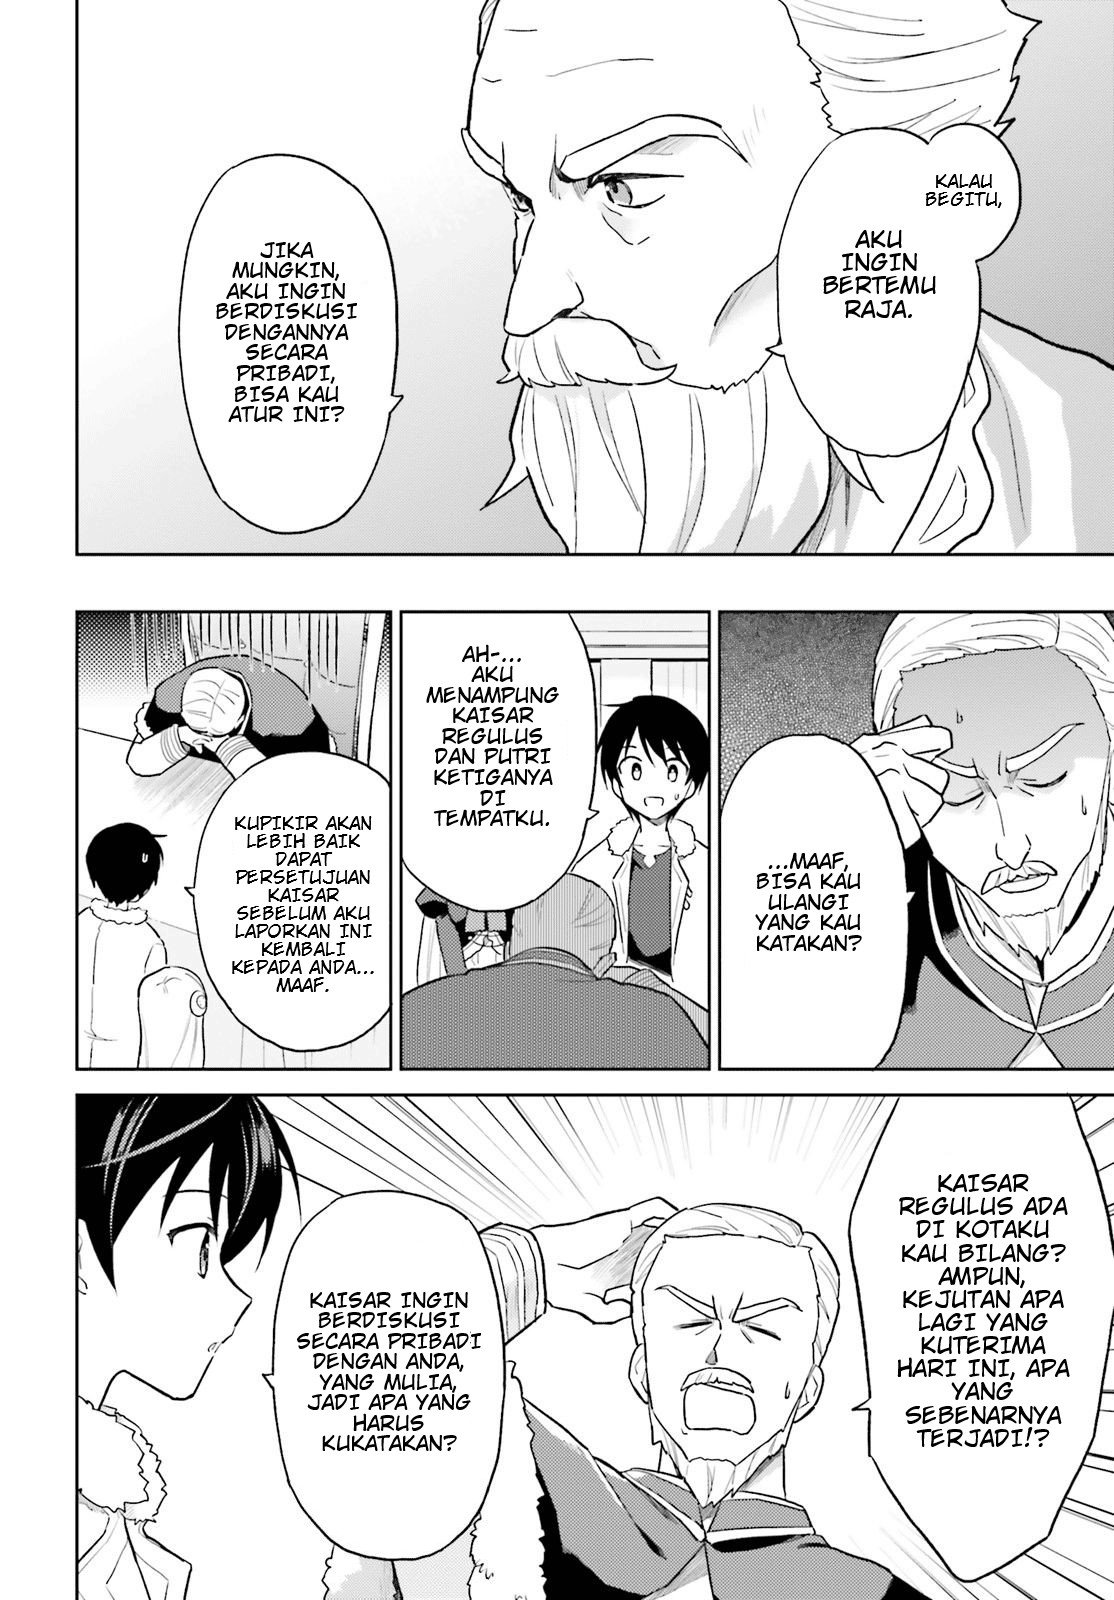 KALAU
BEGITU,
AKU
INGIN
BERTEMU
RAJA.
JIKA
MUNGKIN,
AKU INGIN
BERDISKUSI
DENGANNYA
SECARA
PRIBADI,
BISA KAU
ATUR INI?
...MAAF,
BISA KAU
ULANGI
YANG KAU
KATAKAN?
AH-...
AKU
MENAMPUNG
KAISAR
REGULUS
DAN PUTRI
KETIGANYA
DI
TEMPATKU.
KUPIKIR AKAN
LEBIH BAIK
DAPAT
PERSETUJUAN
KAISAR
SEBELUM AKU
LAPORKAN INI
KEMBALI
KEPADA ANDA...
MAAF.
KAISAR
REGULUS ADA
DI KOTAKU
KAU BILANG?
AMPUN,
KEJUTAN APA
LAGI YANG
KUTERIMA
HARI INI, APA
YANG
SEBENARNYA
TERJADI!?
KAISAR INGIN
BERDISKUSI
SECARA PRIBADI
DENGAN ANDA,
YANG MULIA,
JADI APA YANG
HARUS
KUKATAKAN?